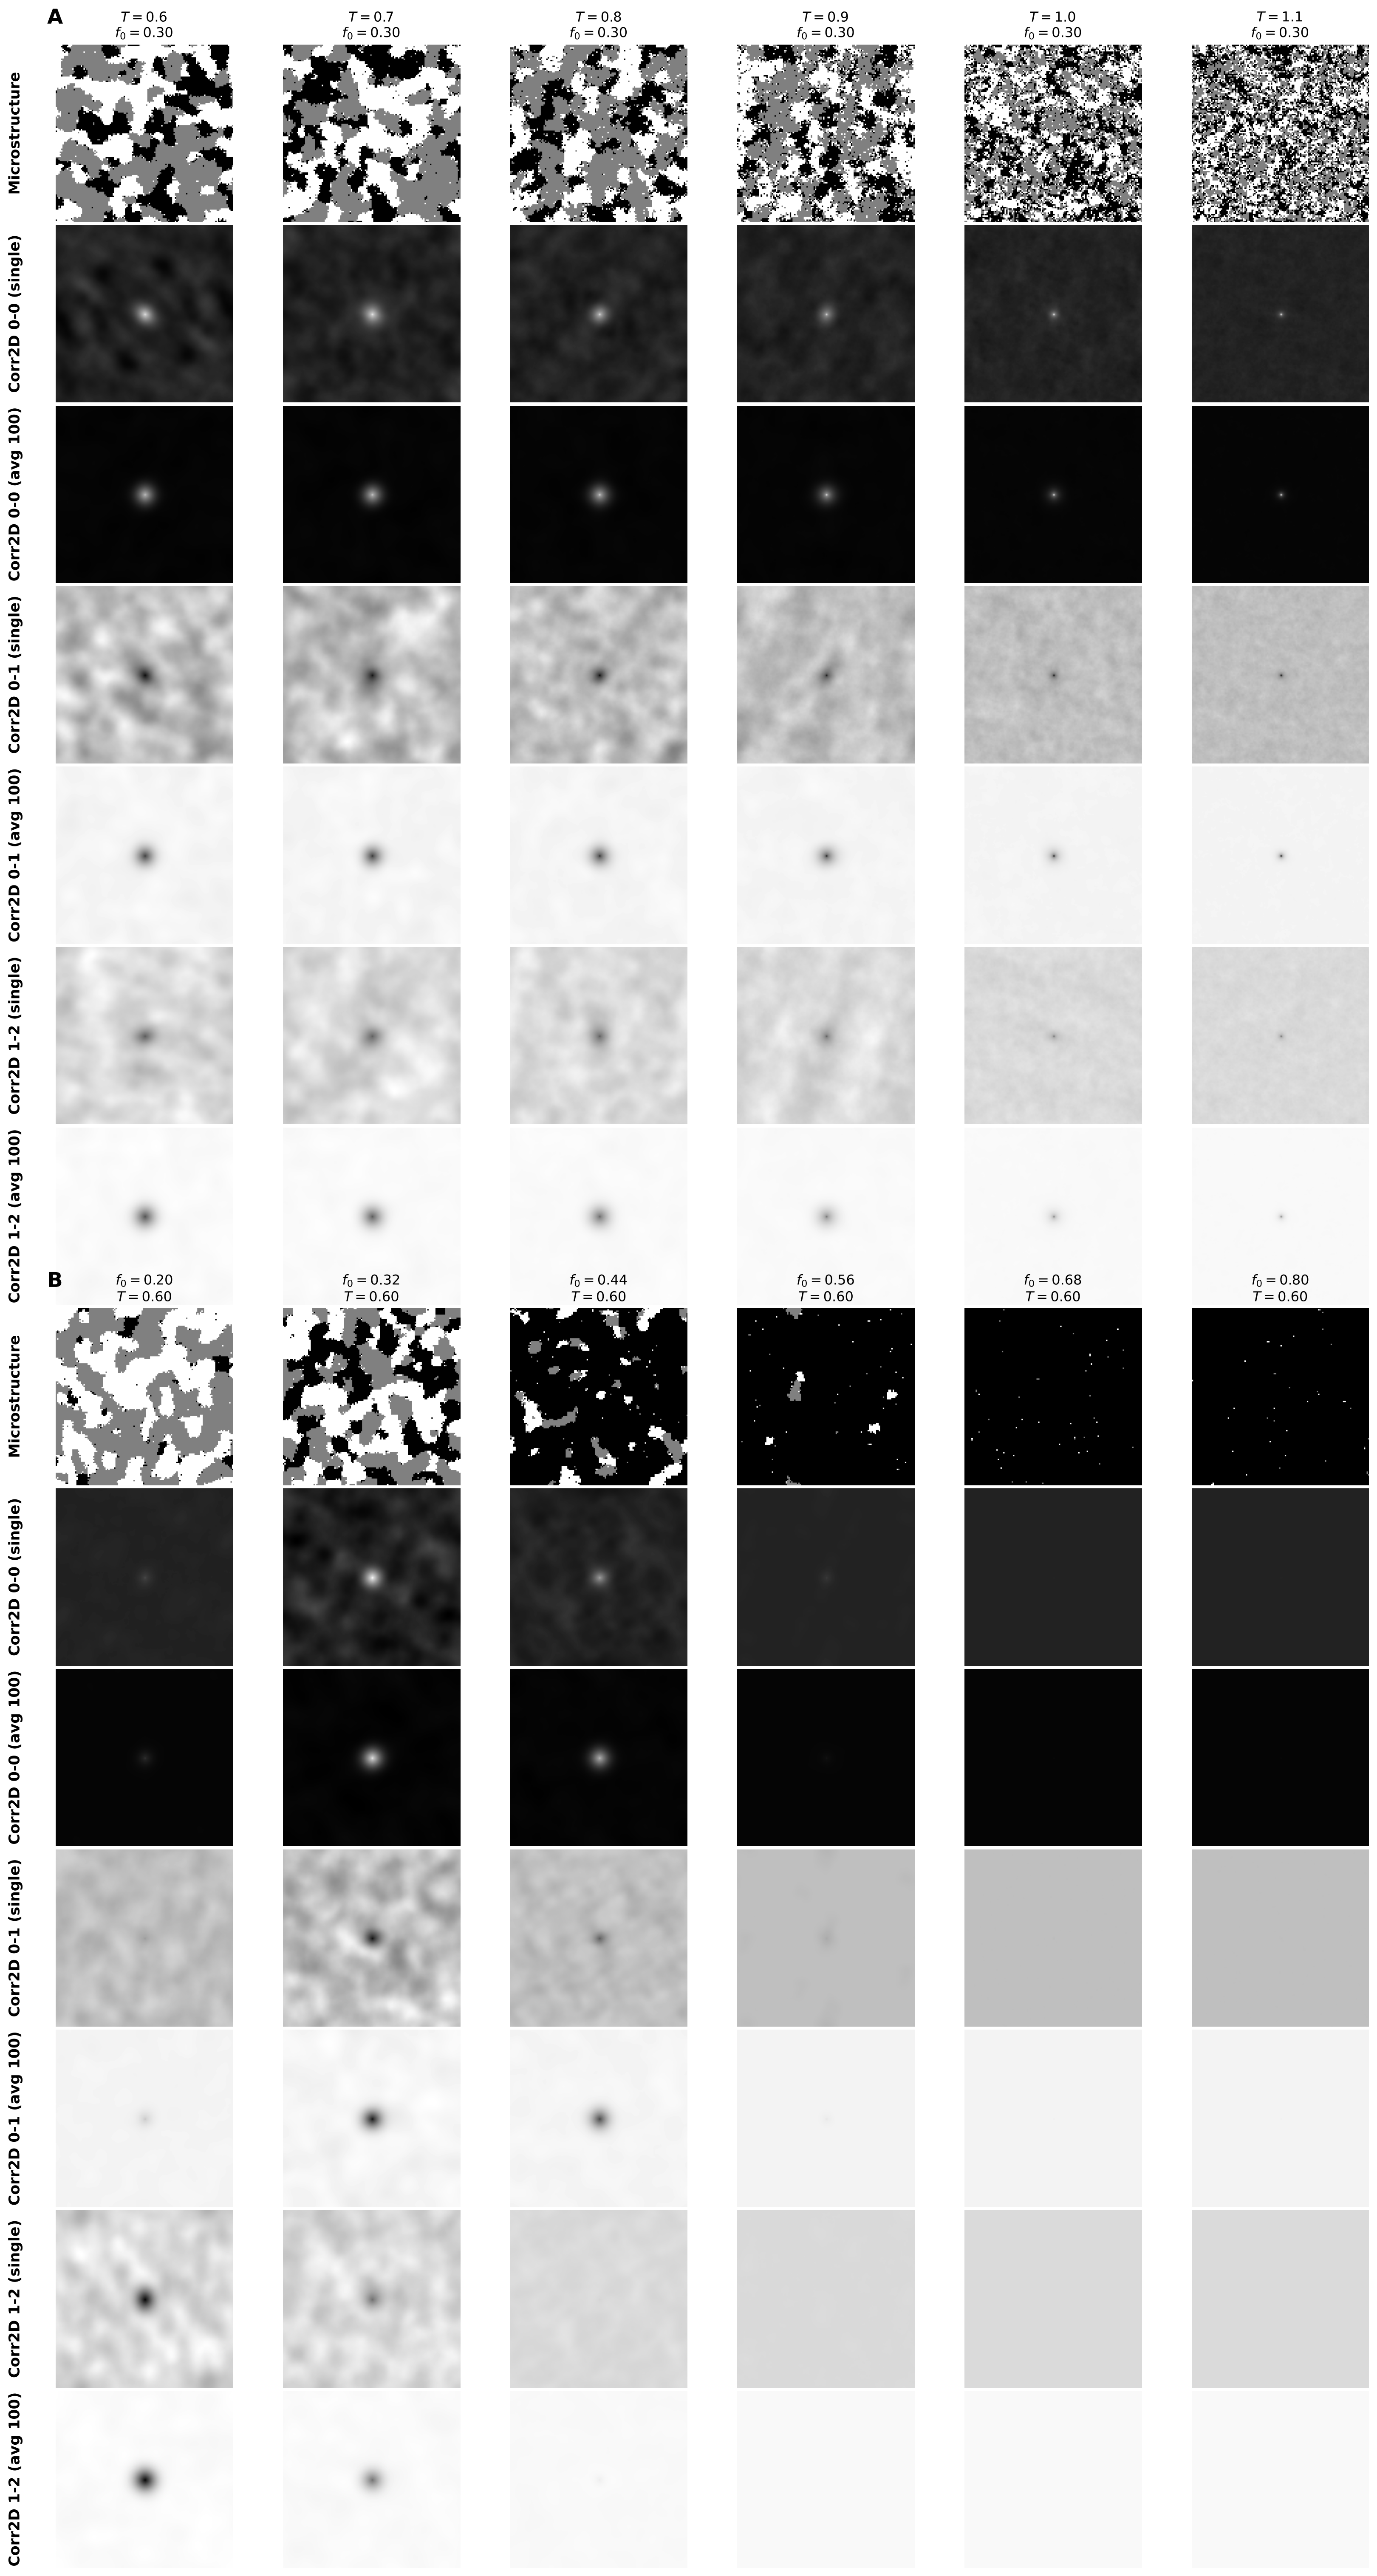 A
T = 0.6
f₀ = 0.30
T = 0.7
f₀ = 0.30
T = 0.8
f₀ = 0.30
T = 0.9
f₀ = 0.30
T = 1.0
f₀ = 0.30
T = 1.1
f₀ = 0.30
Microstructure
Corr2D 0-0 (single)
Corr2D 0-0 (avg 100)
Corr2D 0-1 (single)
Corr2D 0-1 (avg 100)
Corr2D 1-2 (single)
Corr2D 1-2 (avg 100)
B
f₀ = 0.20
T = 0.60
f₀ = 0.32
T = 0.60
f₀ = 0.44
T = 0.60
f₀ = 0.56
T = 0.60
f₀ = 0.68
T = 0.60
f₀ = 0.80
T = 0.60
Microstructure
Corr2D 0-0 (single)
Corr2D 0-0 (avg 100)
Corr2D 0-1 (single)
Corr2D 0-1 (avg 100)
Corr2D 1-2 (single)
Corr2D 1-2 (avg 100)